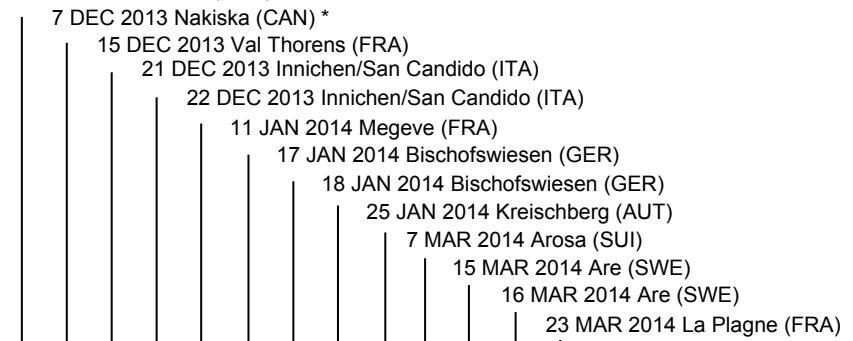 7 DEC 2013 Nakiska (CAN) *
15 DEC 2013 Val Thorens (FRA)
21 DEC 2013 Innichen/San Candido (ITA)
22 DEC 2013 Innichen/San Candido (ITA)
11 JAN 2014 Megeve (FRA)
17 JAN 2014 Bischofswiesen (GER)
18 JAN 2014 Bischofswiesen (GER)
25 JAN 2014 Kreischberg (AUT)
7 MAR 2014 Arosa (SUI)
15 MAR 2014 Are (SWE)
16 MAR 2014 Are (SWE)
23 MAR 2014 La Plagne (FRA)